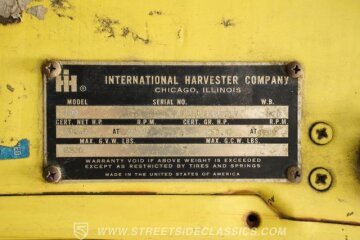 IH
INTERNATIONAL HARVESTER COMPANY
CHICAGO, ILLINOIS
MODEL SERIAL NO. W.B.
CERT. NET H.P. R.P.M. CERT. GR. H.P. R.P.M.
AT AT
MAX. G.V.W. LBS. MAX. G.C.W. LBS.
WARRANTY VOID IF ABOVE WEIGHT IS EXCEEDED
EXCEPT AS RESTRICTED BY TIRES AND SPRINGS
MADE IN THE UNITED STATES OF AMERICA
WWW.STREETSIDECLASSICS.COM